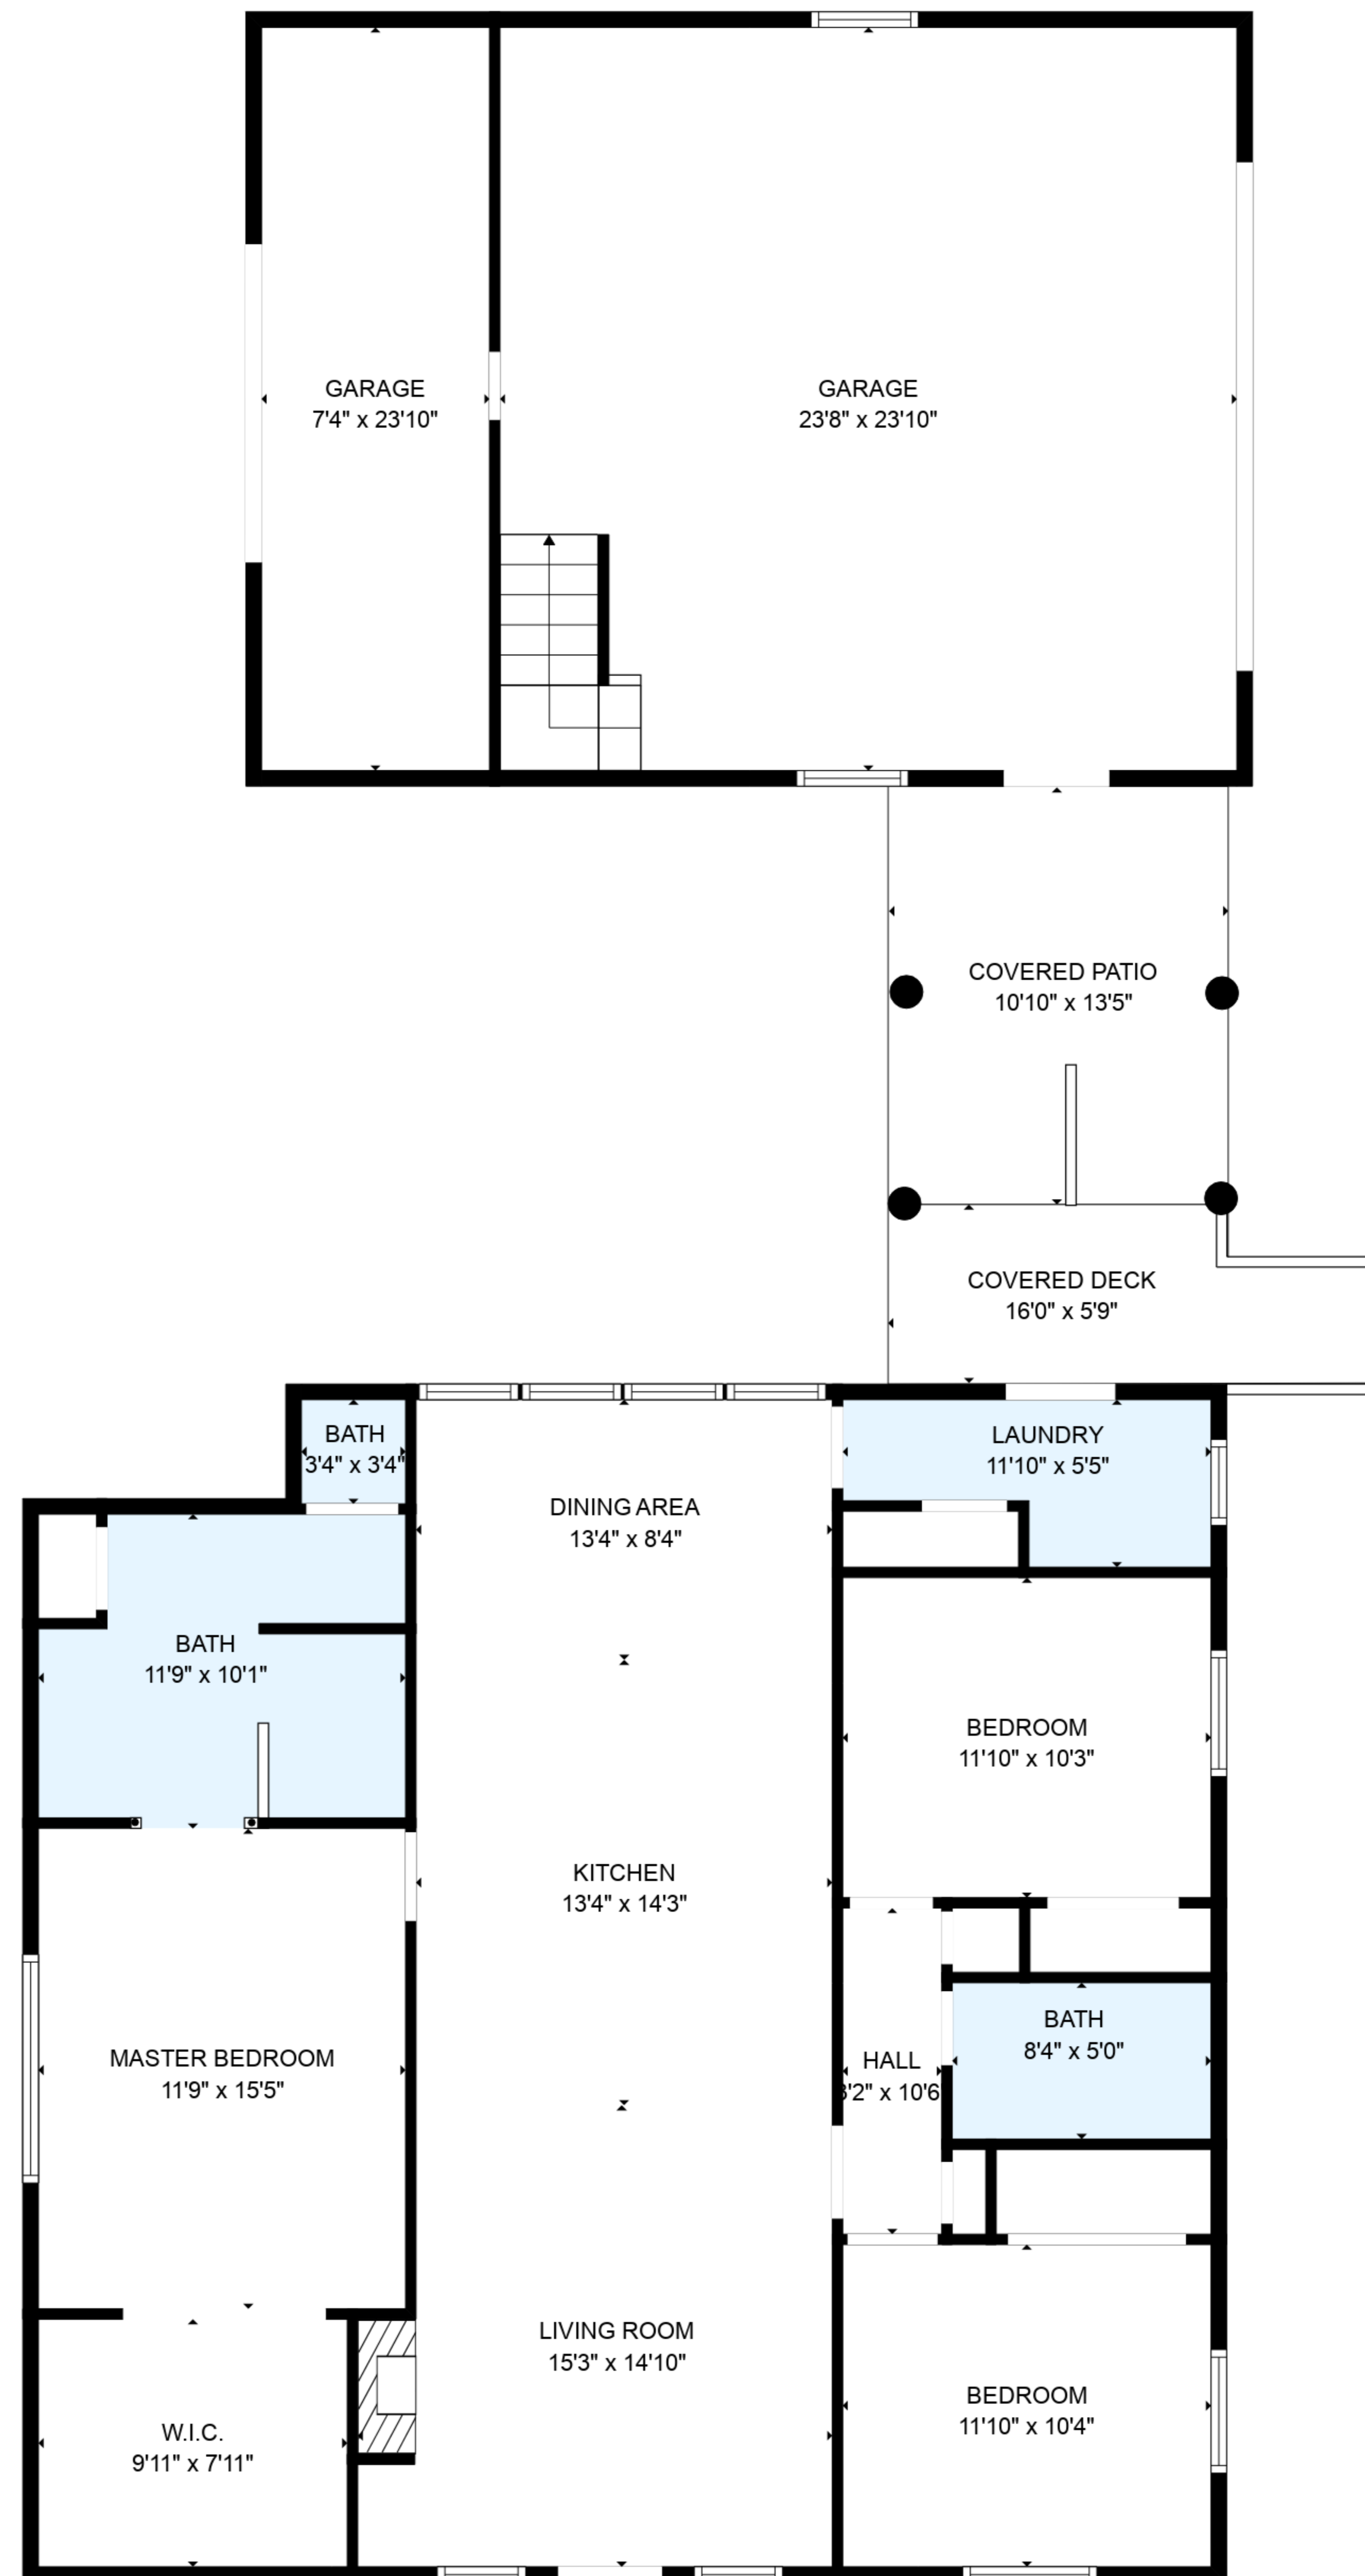 GARAGE
7'4" x 23'10"
GARAGE
23'8" x 23'10"
COVERED PATIO
10'10" x 13'5"
COVERED DECK
16'0" x 5'9"
BATH
3'4" x 3'4"
LAUNDRY
11'10" x 5'5"
DINING AREA
13'4" x 8'4"
BATH
11'9" x 10'1"
BEDROOM
11'10" x 10'3"
KITCHEN
13'4" x 14'3"
BATH
8'4" x 5'0"
MASTER BEDROOM
11'9" x 15'5"
HALL
x 10'6
LIVING ROOM
15'3" x 14'10"
BEDROOM
11'10" x 10'4"
W.I.C.
9'11" x 7'11"